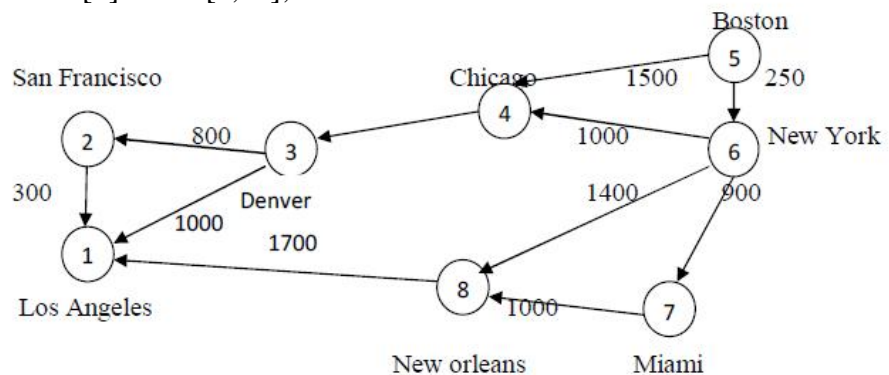 Boston
5
San Francisco
Chicago
1500
250
4
2
800
3
1000
6
New York
300
Denver
1400
900
1000
1700
1
8
1000
7
Los Angeles
New orleans
Miami